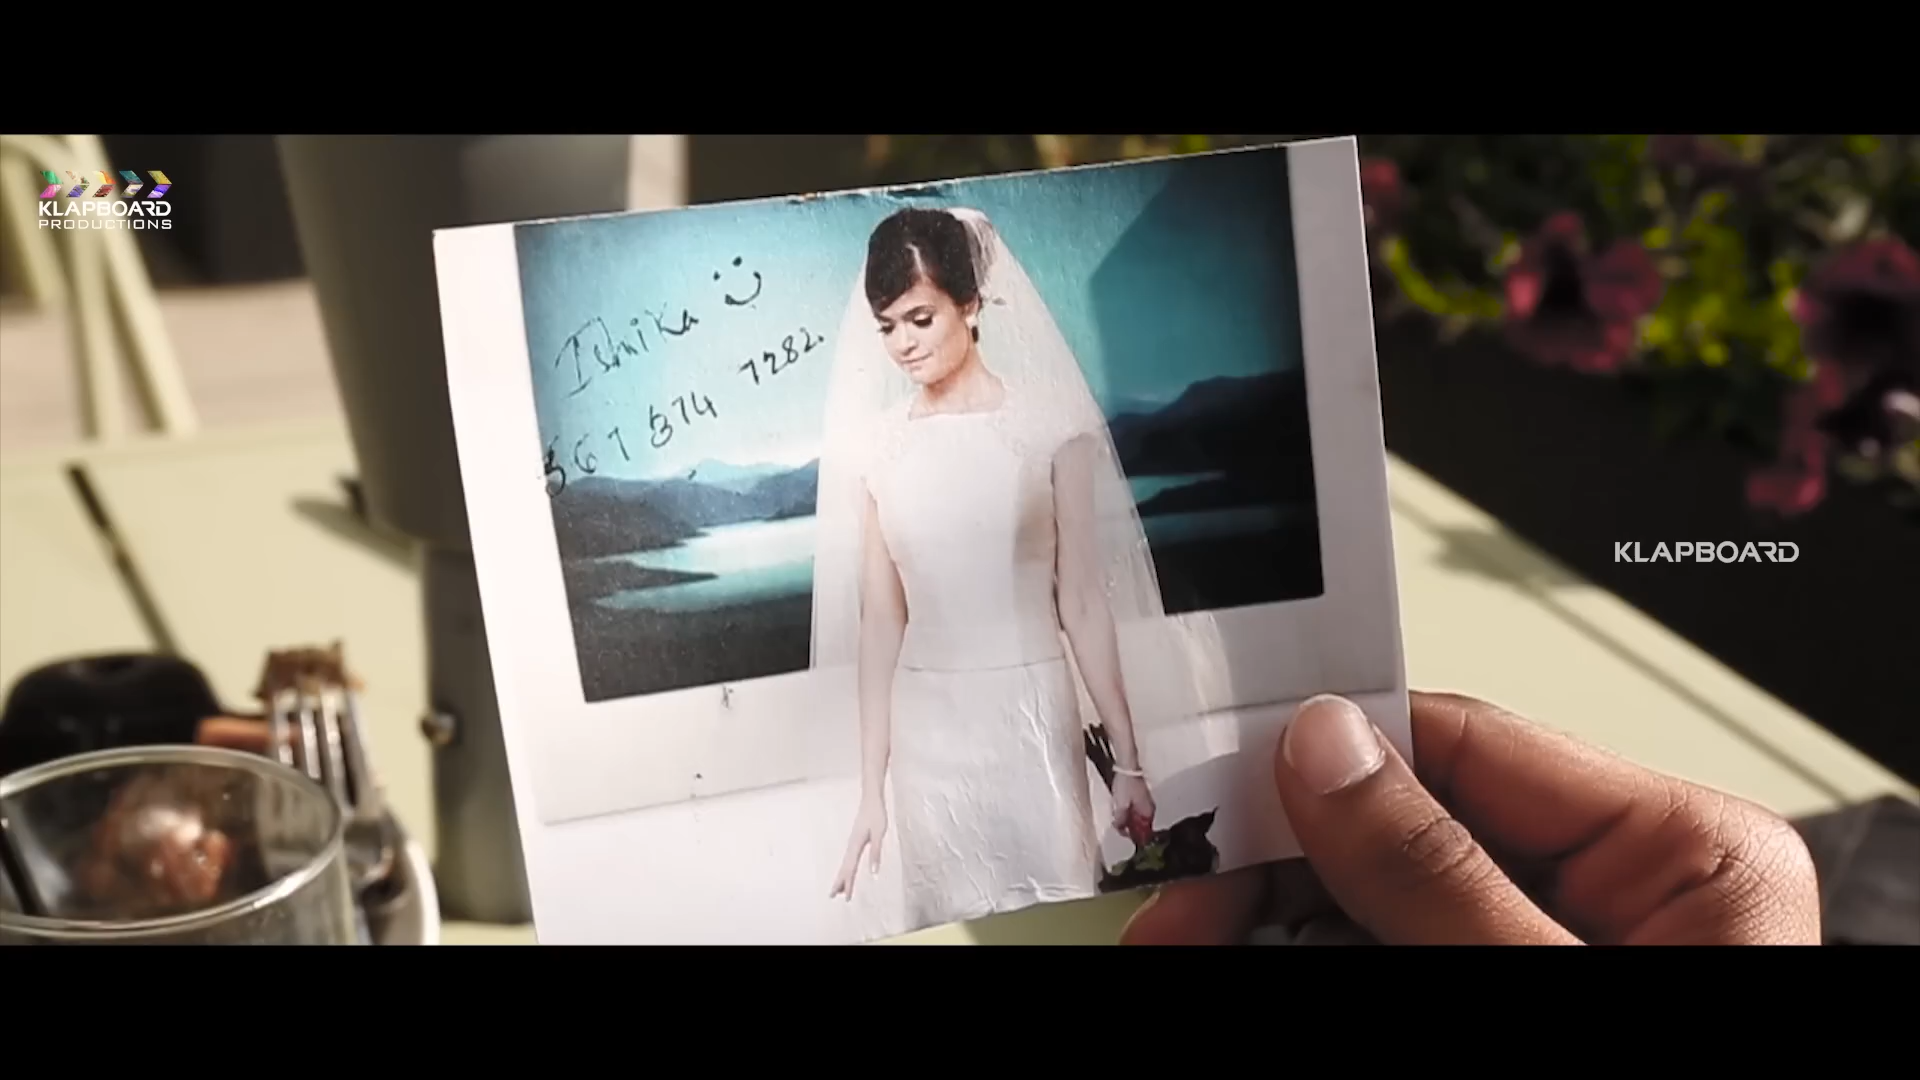 KLAPBOARD
PRODUCTIONS
Ishika
567 874 7282.
KLAPBOARD